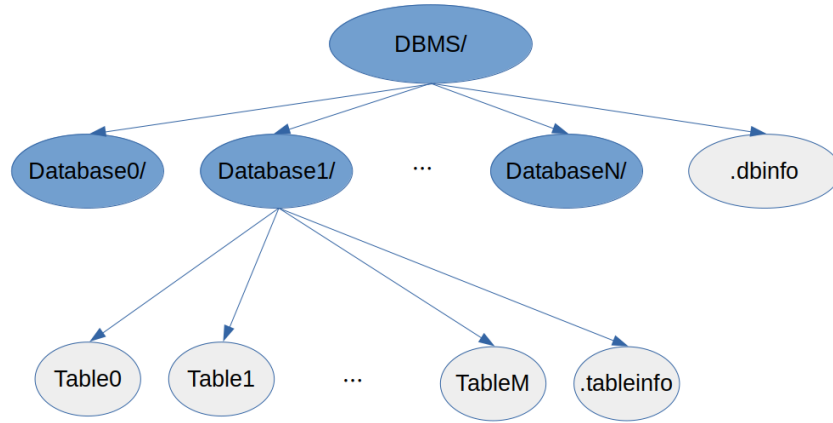 DBMS/
Database0/
Database1/
...
DatabaseN/
.dbinfo
Table0
Table1
...
TableM
.tableinfo